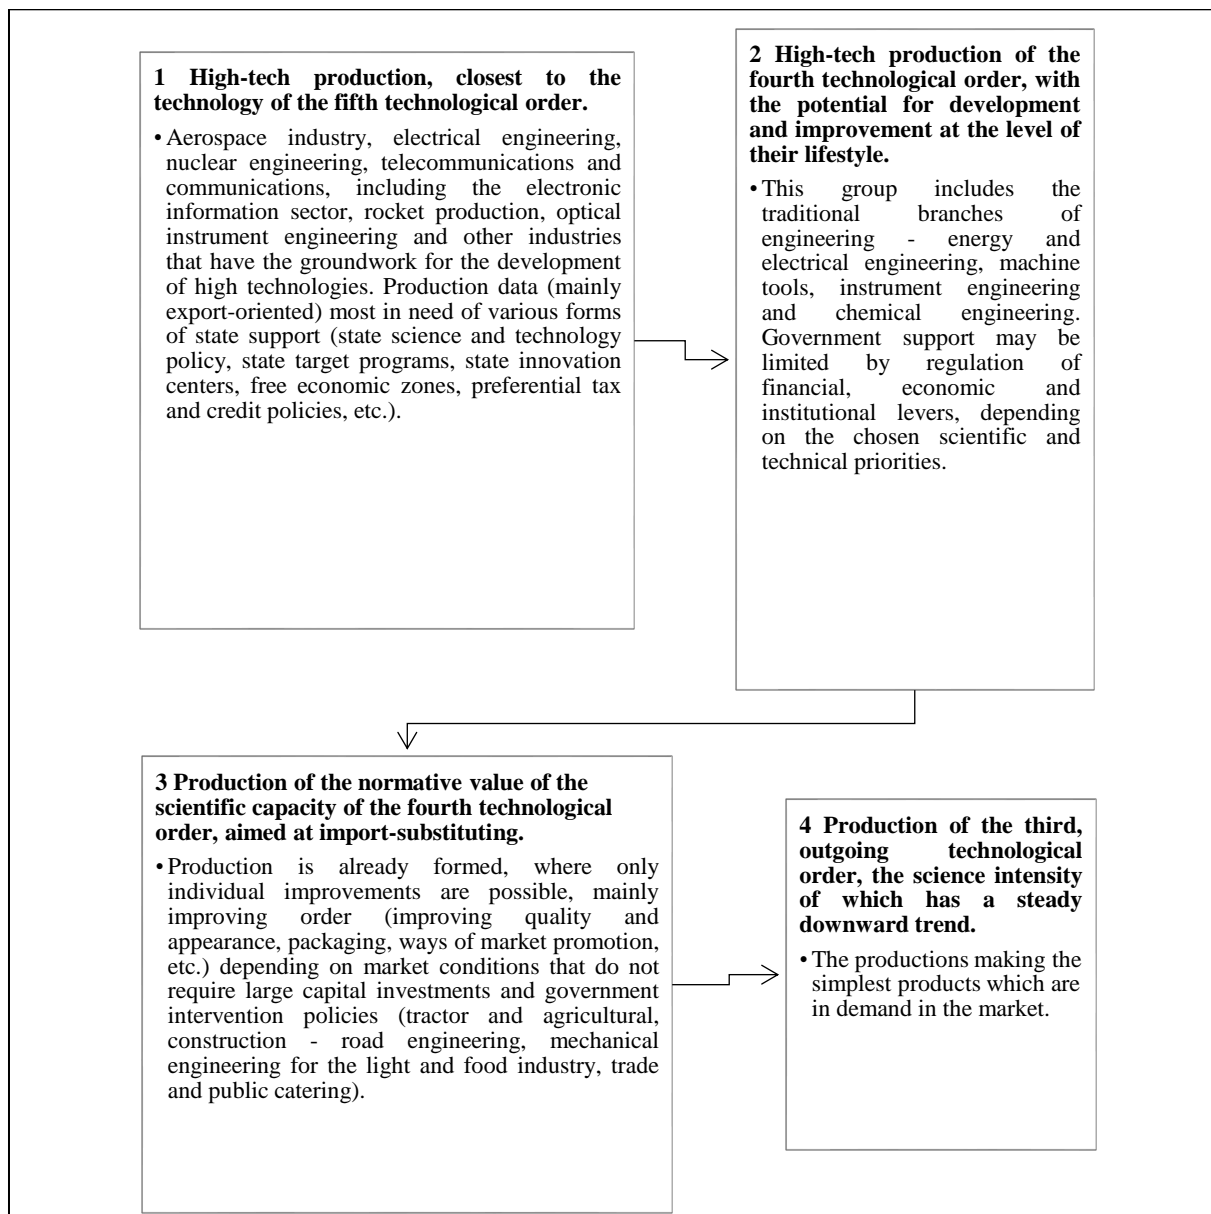 1 High-tech production, closest to the
technology of the fifth technological order.
• Aerospace industry, electrical engineering,
nuclear engineering, telecommunications and
communications, including the electronic
information sector, rocket production, optical
instrument engineering and other industries
that have the groundwork for the development
of high technologies. Production data (mainly
export-oriented) most in need of various forms
of state support (state science and technology
policy, state target programs, state innovation
centers, free economic zones, preferential tax
and credit policies, etc.).
2 High-tech production of the
fourth technological order, with
the potential for development
and improvement at the level of
their lifestyle.
• This group includes the
traditional branches of
engineering - energy and
electrical engineering, machine
tools, instrument engineering
and chemical engineering.
Government support may be
limited by regulation of
financial, economic and
institutional levers, depending
on the chosen scientific and
technical priorities.
3 Production of the normative value of the
scientific capacity of the fourth technological
order, aimed at import-substituting.
• Production is already formed, where only
individual improvements are possible, mainly
improving order (improving quality and
appearance, packaging, ways of market promotion,
etc.) depending on market conditions that do not
require large capital investments and government
intervention policies (tractor and agricultural,
construction - road engineering, mechanical
engineering for the light and food industry, trade
and public catering).
4 Production of the third,
outgoing technological
order, the science intensity
of which has a steady
downward trend.
• The productions making the
simplest products which are
in demand in the market.